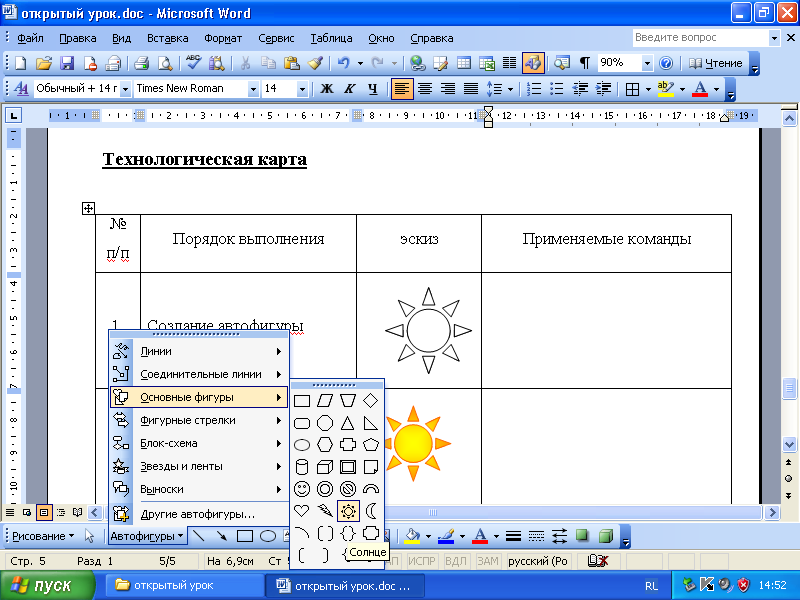 открытый урок.doc - Microsoft Word
Файл Правка Вид Вставка Формат Сервис Таблица Окно Справка Введите вопрос
90% Чтение
Обычный + 14 г Times New Roman 14 Ж К Ч
1 1 2 3 4 5 6 7 8 9 10 11 12 13 14 15 16 17 18 19
Технологическая карта
№ п/п Порядок выполнения эскиз Применяемые команды
1. Создание автофигуры
Линии
Соединительные линии
Основные фигуры
Фигурные стрелки
Блок-схема
Звезды и ленты
Выноски
Другие автофигуры...
Солнце
Рисование Автофигуры
Стр. 5 Разд 1 5/5 На 6,9см Ст ИСПР ВДЛ ЗАМ русский (Ро
пуск открытый урок открытый урок.doc ... RL 14:52